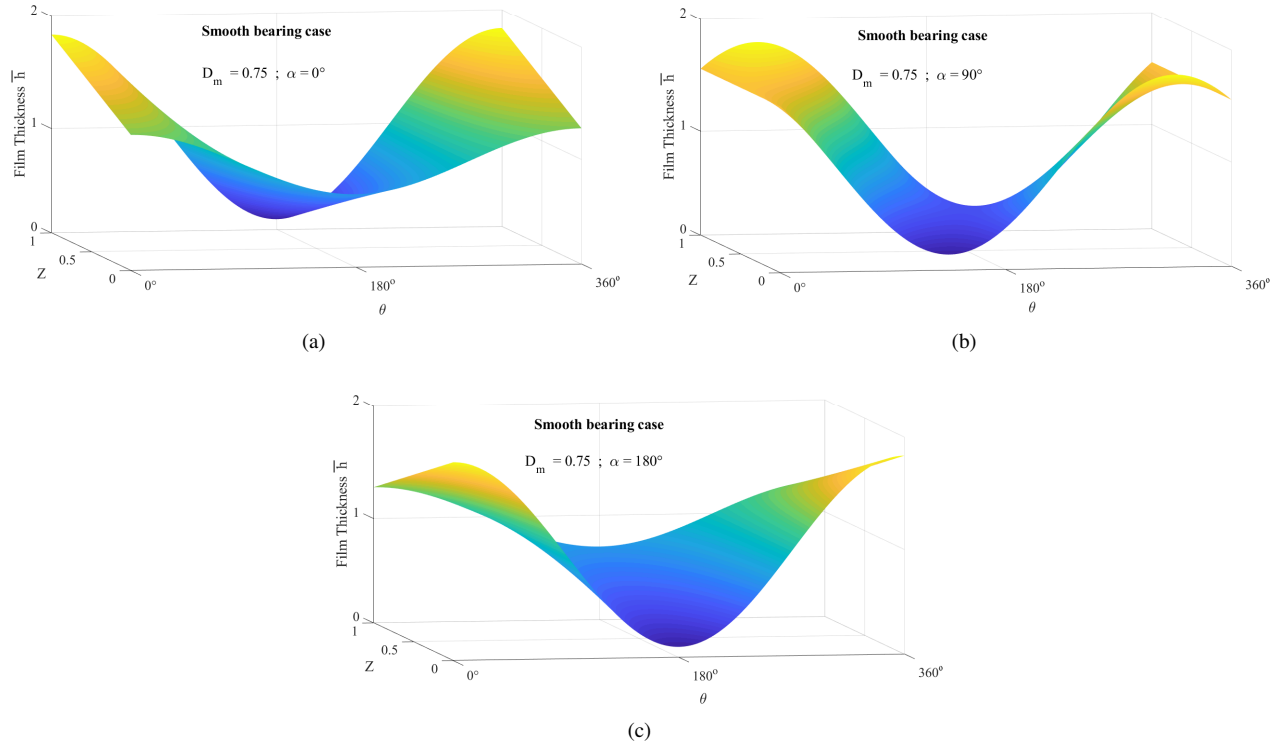 Smooth bearing case
D_m = 0.75 ; α = 0°
Film Thickness h̅
2
1
0
1
0.5
0
Z
0°
180°
360°
θ
(a)
Smooth bearing case
D_m = 0.75 ; α = 90°
Film Thickness h̅
2
1
0
1
0.5
0
Z
0°
180°
360°
θ
(b)
Smooth bearing case
D_m = 0.75 ; α = 180°
Film Thickness h̅
2
1
0
1
0.5
0
Z
0°
180°
360°
θ
(c)